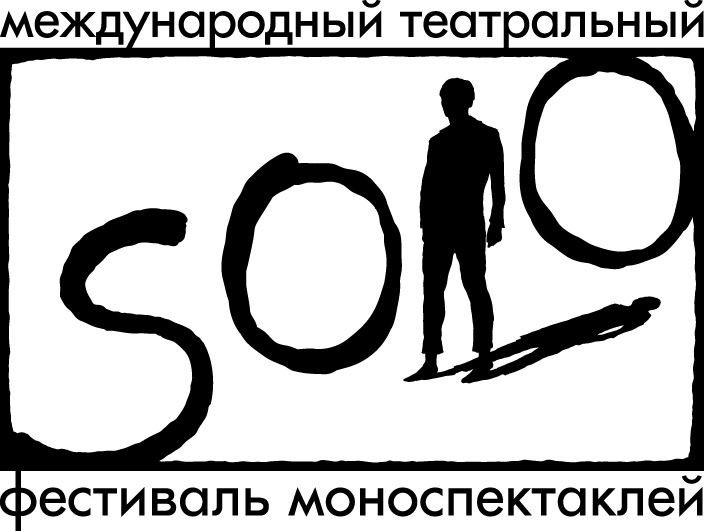 международный театральный
SOLO
фестиваль моноспектаклей